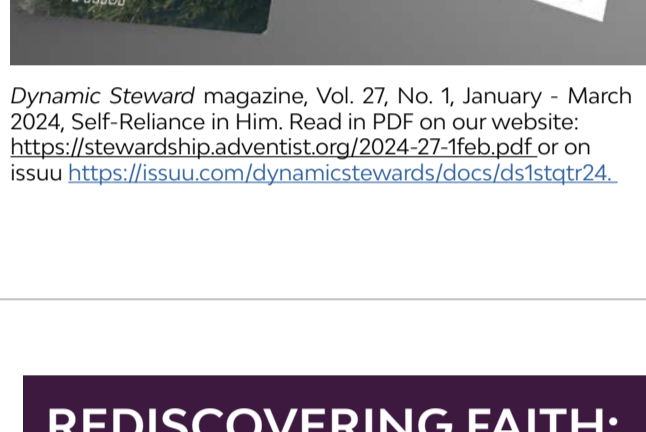 Dynamic Steward magazine, Vol. 27, No. 1, January - March
2024, Self-Reliance in Him. Read in PDF on our website:
https://stewardship.adventist.org/2024-27-1feb.pdf or on
issuu https://issuu.com/dynamicstewards/docs/ds1stqtr24.
REDISCOVERING FAITH: